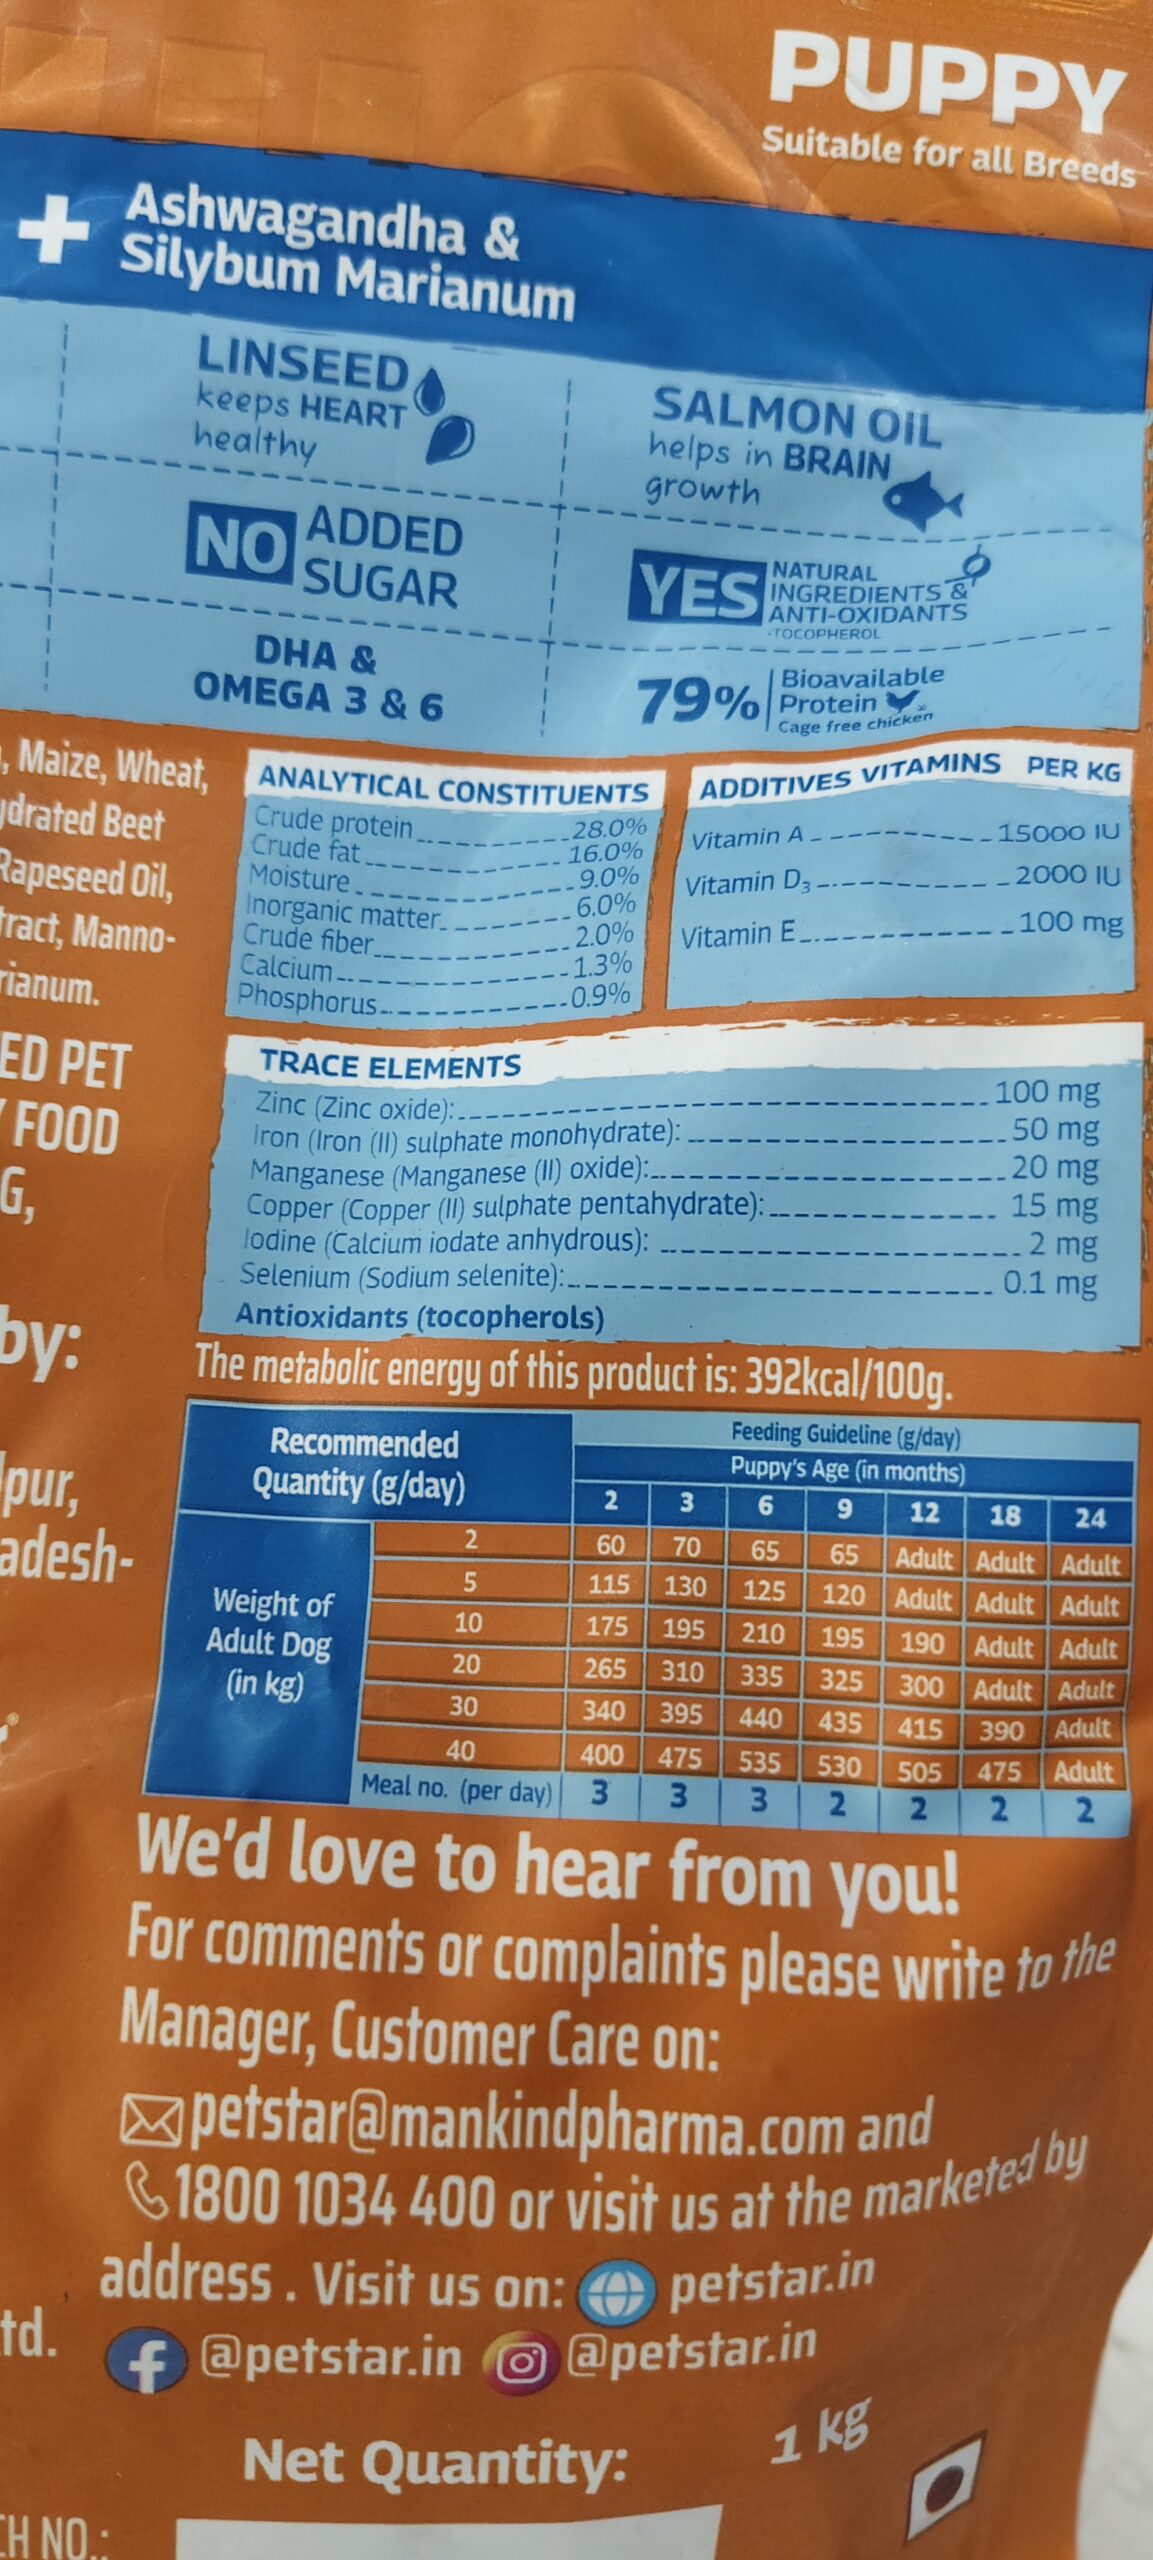 PUPPY
Suitable for all Breeds
+ Ashwagandha &
Silybum Marianum
LINSEED
keeps HEART
healthy
SALMON OIL
helps in BRAIN
growth
NO ADDED
SUGAR
YES NATURAL
INGREDIENTS &
ANTI-OXIDANTS
-TOCOPHEROL
DHA &
OMEGA 3 & 6
79% Bioavailable
Protein
Cage free chicken
, Maize, Wheat,
ydrated Beet
Rapeseed Oil,
tract, Manno-
rianum.
ED PET
FOOD
G,
by:
lpur,
adesh-
td.
CH NO.:
ANALYTICAL CONSTITUENTS
Crude protein 28.0%
Crude fat 16.0%
Moisture 9.0%
Inorganic matter 6.0%
Crude fiber 2.0%
Calcium 1.3%
Phosphorus 0.9%
ADDITIVES VITAMINS PER KG
Vitamin A 15000 IU
Vitamin D3 2000 IU
Vitamin E 100 mg
TRACE ELEMENTS
Zinc (Zinc oxide): 100 mg
Iron (Iron (II) sulphate monohydrate): 50 mg
Manganese (Manganese (II) oxide): 20 mg
Copper (Copper (II) sulphate pentahydrate): 15 mg
Iodine (Calcium iodate anhydrous): 2 mg
Selenium (Sodium selenite): 0.1 mg
Antioxidants (tocopherols)
The metabolic energy of this product is: 392kcal/100g.
Recommended
Quantity (g/day)
Feeding Guideline (g/day)
Puppy's Age (in months)
2 3 6 9 12 18 24
Weight of
Adult Dog
(in kg)
2 60 70 65 65 Adult Adult Adult
5 115 130 125 120 Adult Adult Adult
10 175 195 210 195 190 Adult Adult
20 265 310 335 325 300 Adult Adult
30 340 395 440 435 415 390 Adult
40 400 475 535 530 505 475 Adult
Meal no. (per day) 3 3 3 2 2 2 2
We'd love to hear from you!
For comments or complaints please write to the
Manager, Customer Care on:
petstar@mankindpharma.com and
1800 1034 400 or visit us at the marketed by
address . Visit us on: petstar.in
@petstar.in @petstar.in
Net Quantity: 1 kg